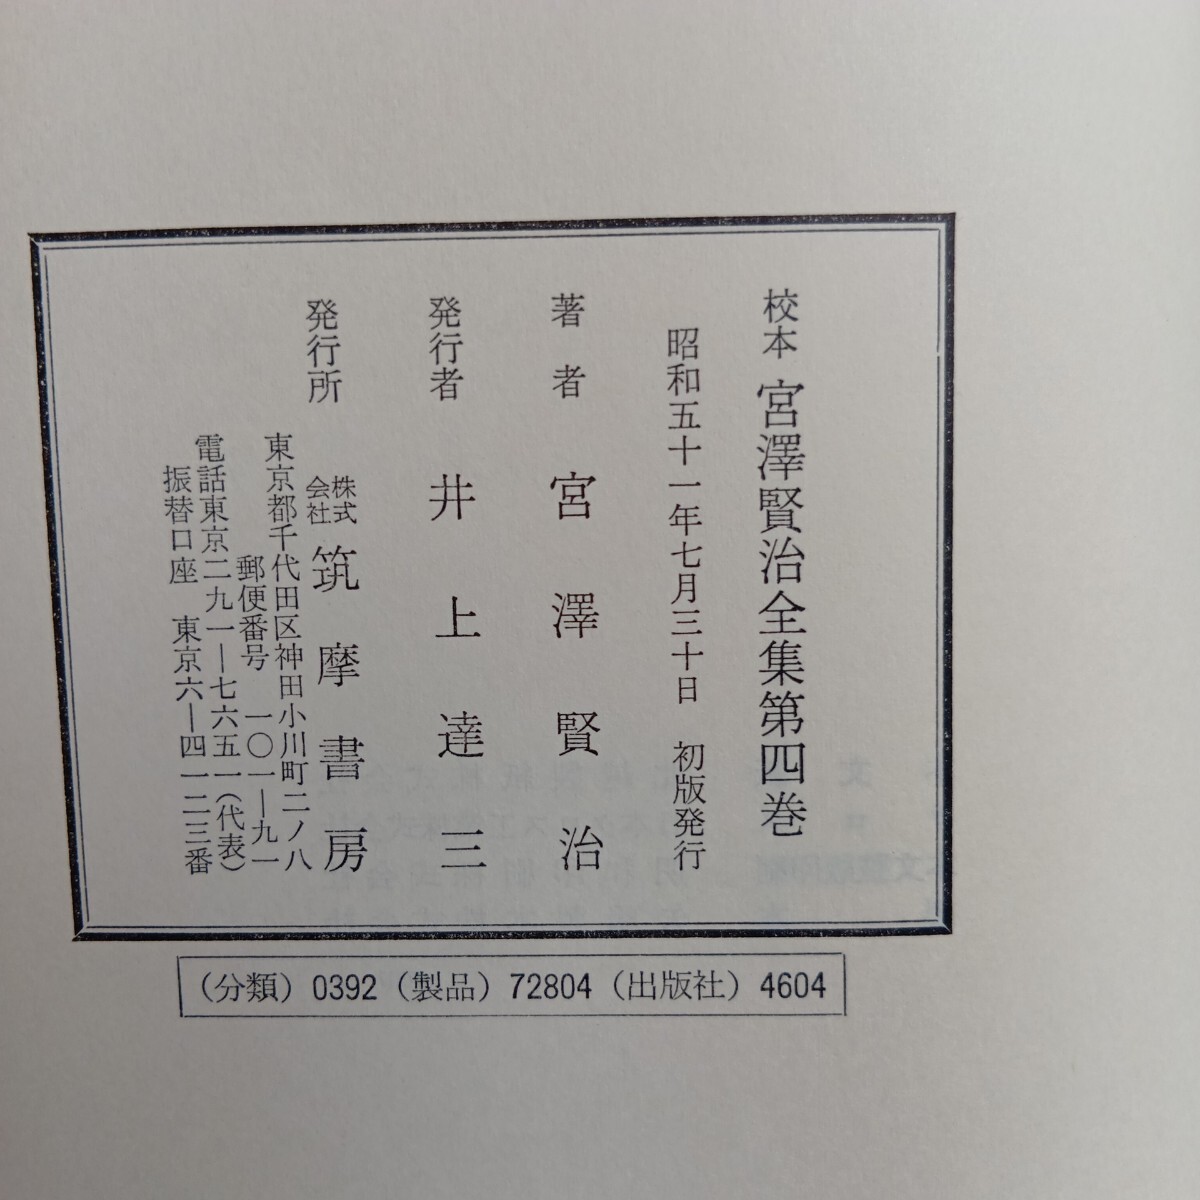 校本 宮澤賢治全集第四巻
昭和五十一年七月三十日 初版発行
著者 宮澤賢治
発行者 井上達三
発行所 株式会社 筑摩書房
東京都千代田区神田小川町二ノ八
郵便番号 一〇一―九一
電話東京二九一―七六五一(代表)
振替口座 東京六―四一二三番
(分類) 0392 (製品) 72804 (出版社) 4604